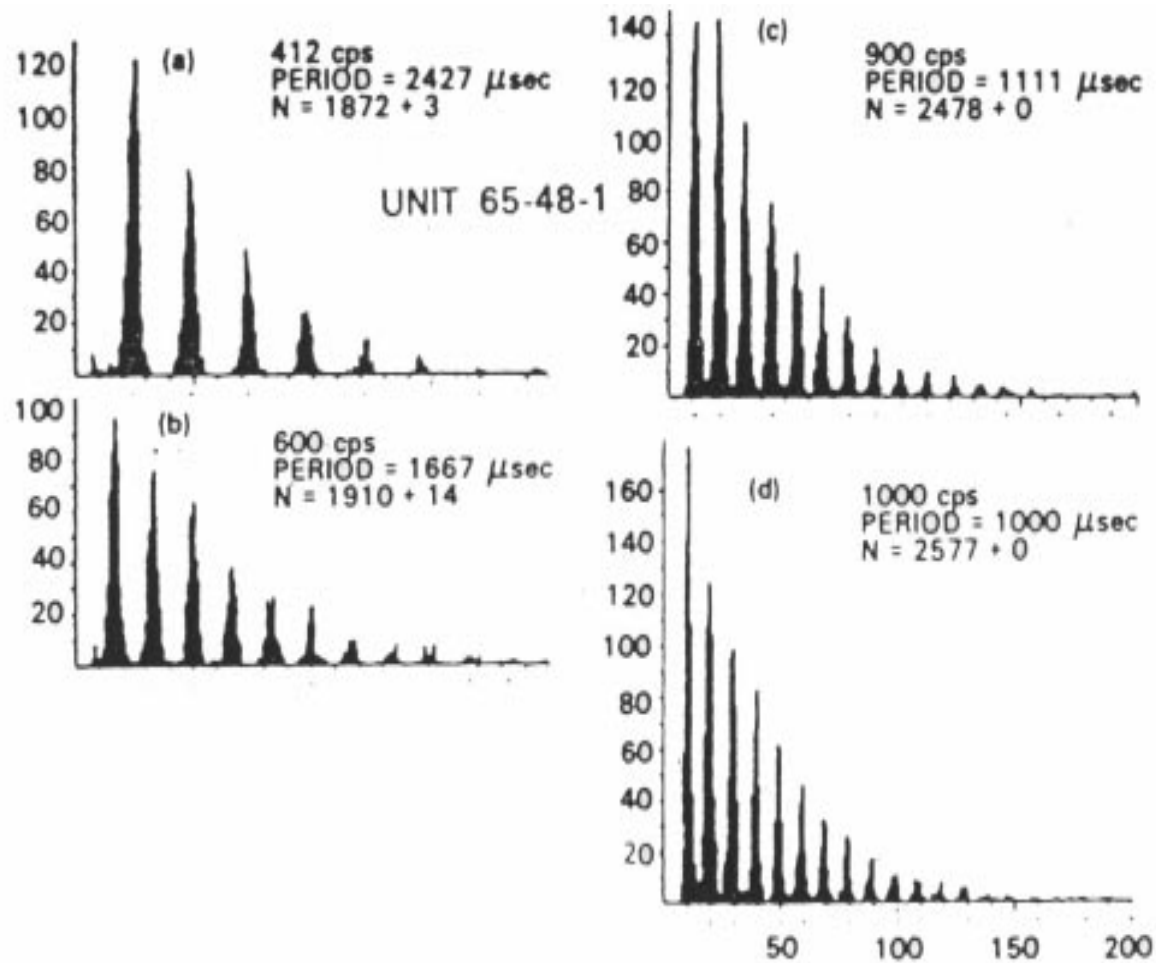 120
100
80
60
40
20
(a)
412 cps
PERIOD = 2427 μsec
N = 1872 + 3
UNIT 65-48-1
100
80
60
40
20
(b)
600 cps
PERIOD = 1667 μsec
N = 1910 + 14
140
120
100
80
60
40
20
(c)
900 cps
PERIOD = 1111 μsec
N = 2478 + 0
160
140
120
100
80
60
40
20
(d)
1000 cps
PERIOD = 1000 μsec
N = 2577 + 0
50 100 150 200